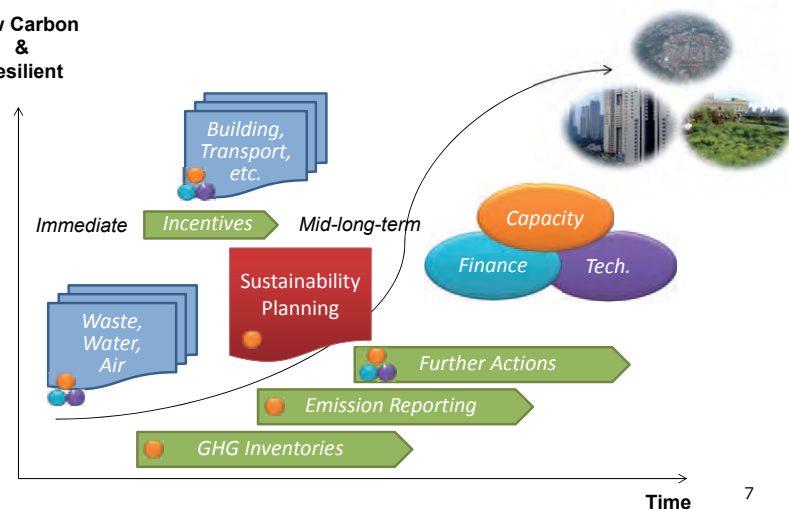 w Carbon
&
esilient
Building,
Transport,
etc.
Immediate
Incentives
Mid-long-term
Capacity
Finance
Tech.
Sustainability
Planning
Waste,
Water,
Air
Further Actions
Emission Reporting
GHG Inventories
Time
7